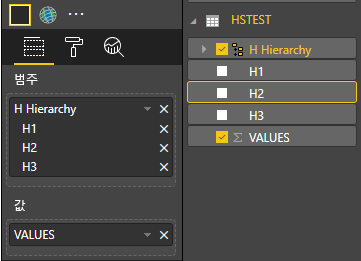 범주
H Hierarchy
H1
H2
H3
값
VALUES
HSTEST
H Hierarchy
H1
H2
H3
VALUES